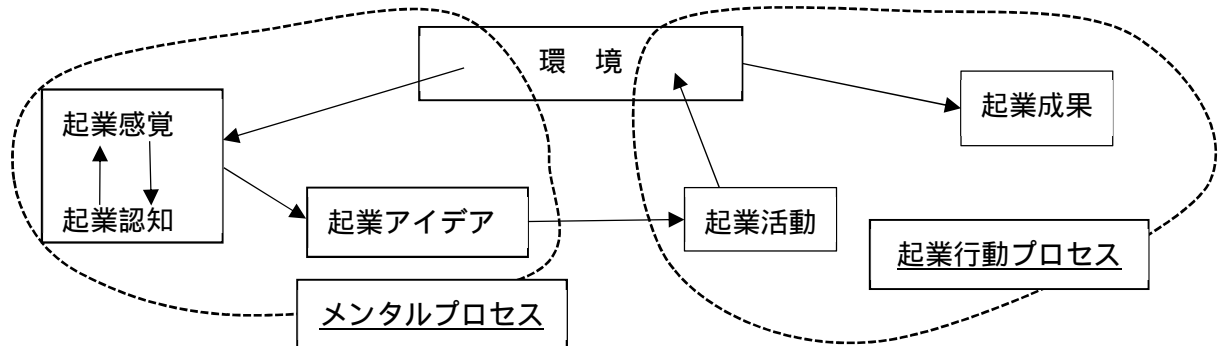 環　境
起業感覚
起業成果
起業認知
起業アイデア
起業活動
起業行動プロセス
メンタルプロセス